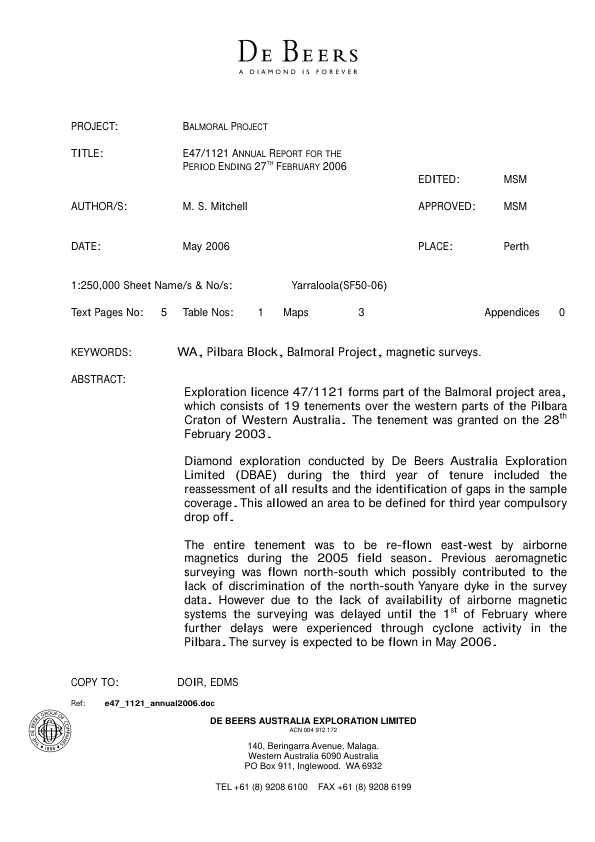 DE BEERS
A DIAMOND IS FOREVER
PROJECT: BALMORAL PROJECT
TITLE: E47/1121 ANNUAL REPORT FOR THE
PERIOD ENDING 27TH FEBRUARY 2006
EDITED: MSM
AUTHOR/S: M. S. Mitchell APPROVED: MSM
DATE: May 2006 PLACE: Perth
1:250,000 Sheet Name/s & No/s: Yarraloola(SF50-06)
Text Pages No: 5 Table Nos: 1 Maps 3 Appendices 0
KEYWORDS: WA, Pilbara Block, Balmoral Project, magnetic surveys.
ABSTRACT:
Exploration licence 47/1121 forms part of the Balmoral project area,
which consists of 19 tenements over the western parts of the Pilbara
Craton of Western Australia. The tenement was granted on the 28th
February 2003.
Diamond exploration conducted by De Beers Australia Exploration
Limited (DBAE) during the third year of tenure included the
reassessment of all results and the identification of gaps in the sample
coverage. This allowed an area to be defined for third year compulsory
drop off.
The entire tenement was to be re-flown east-west by airborne
magnetics during the 2005 field season. Previous aeromagnetic
surveying was flown north-south which possibly contributed to the
lack of discrimination of the north-south Yanyare dyke in the survey
data. However due to the lack of availability of airborne magnetic
systems the surveying was delayed until the 1st of February where
further delays were experienced through cyclone activity in the
Pilbara. The survey is expected to be flown in May 2006.
COPY TO: DOIR, EDMS
Ref: e47_1121_annual2006.doc
THE DE BEERS GROUP OF COMPANIES
1888
DE BEERS AUSTRALIA EXPLORATION LIMITED
ACN 004 912 172
140, Beringarra Avenue, Malaga.
Western Australia 6090 Australia
PO Box 911, Inglewood. WA 6932
TEL +61 (8) 9208 6100 FAX +61 (8) 9208 6199